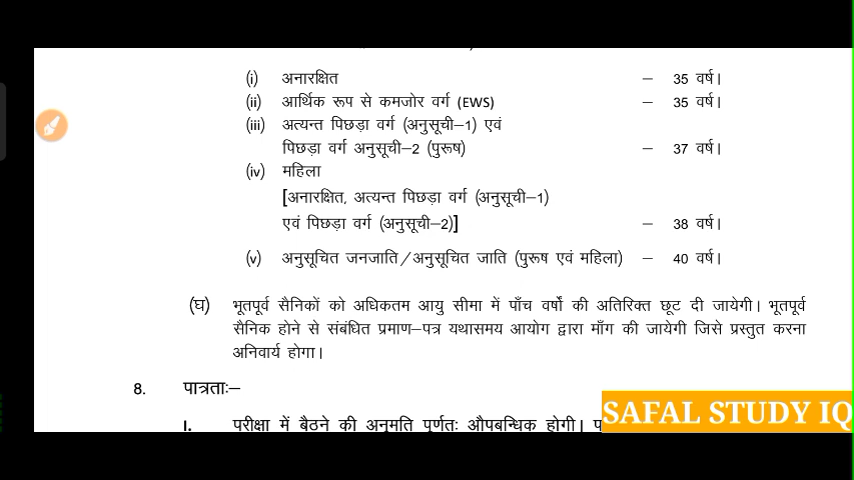 (i) अनारक्षित – 35 वर्ष।
(ii) आर्थिक रूप से कमजोर वर्ग (EWS) – 35 वर्ष।
(iii) अत्यन्त पिछड़ा वर्ग (अनुसूची–1) एवं
पिछड़ा वर्ग अनुसूची–2 (पुरूष) – 37 वर्ष।
(iv) महिला
[अनारक्षित, अत्यन्त पिछड़ा वर्ग (अनुसूची–1)
एवं पिछड़ा वर्ग (अनुसूची–2)] – 38 वर्ष।
(v) अनुसूचित जनजाति/अनुसूचित जाति (पुरूष एवं महिला) – 40 वर्ष।
(घ) भूतपूर्व सैनिकों को अधिकतम आयु सीमा में पाँच वर्षों की अतिरिक्त छूट दी जायेगी। भूतपूर्व
सैनिक होने से संबंधित प्रमाण–पत्र यथासमय आयोग द्वारा माँग की जायेगी जिसे प्रस्तुत करना
अनिवार्य होगा।
8. पात्रताः–
I. परीक्षा में बैठने की अनुमति पूर्णतः औपबन्धिक होगी।
SAFAL STUDY IQ